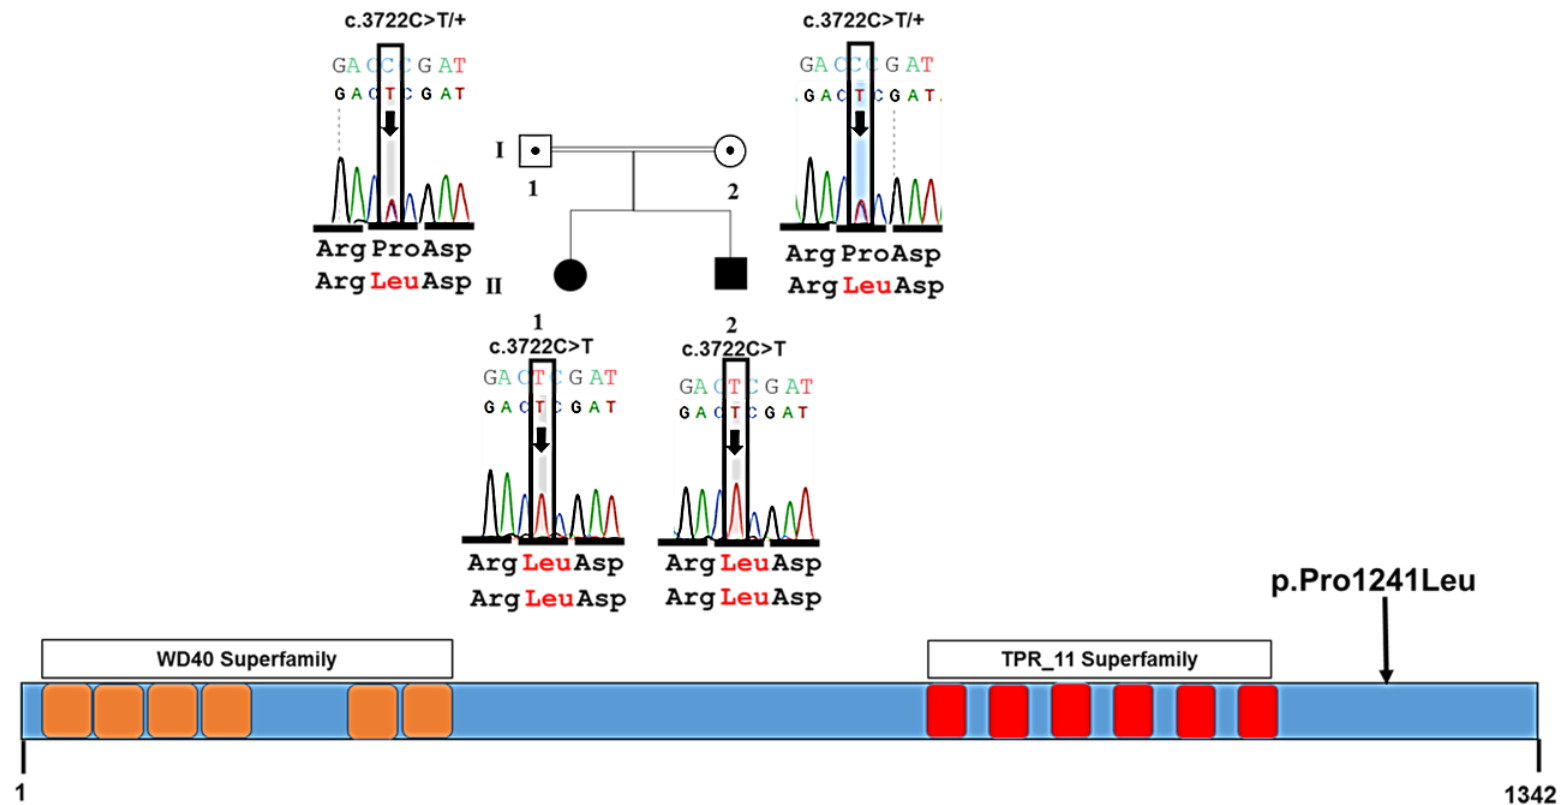 c.3722C>T/+
GACCCGAT
GACTCGAT
Arg Pro Asp
Arg Leu Asp
c.3722C>T/+
GACCCGAT
.GACTCGAT.
Arg Pro Asp
Arg Leu Asp
I
1
2
II
1
2
c.3722C>T
GACTCGAT
GACTCGAT
Arg Leu Asp
Arg Leu Asp
c.3722C>T
GACTCGAT
GACTCGAT
Arg Leu Asp
Arg Leu Asp
p.Pro1241Leu
WD40 Superfamily
TPR_11 Superfamily
1
1342